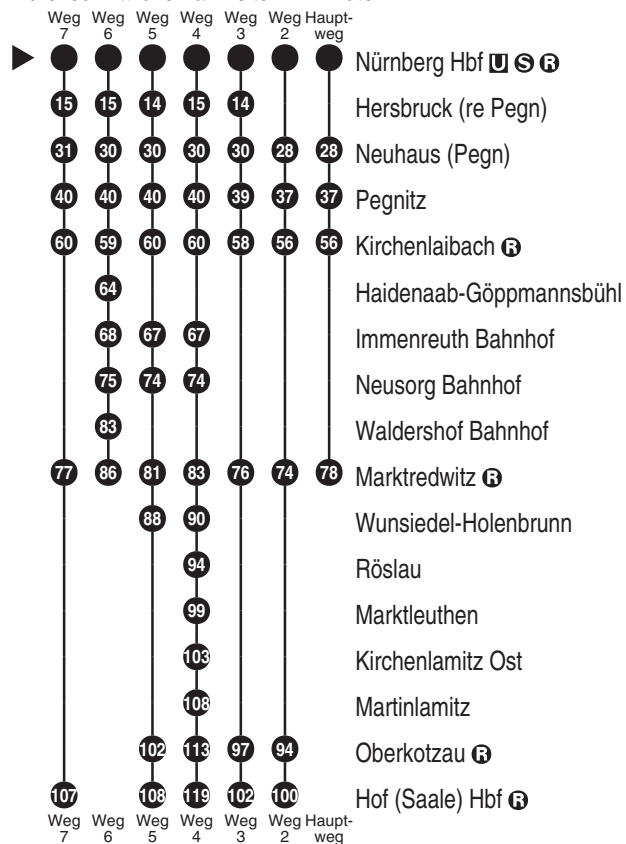 Weg 7 Weg 6 Weg 5 Weg 4 Weg 3 Weg 2 Haupt-weg
Nürnberg Hbf U S R
15 15 14 15 14 Hersbruck (re Pegn)
31 30 30 30 30 28 28 Neuhaus (Pegn)
40 40 40 40 39 37 37 Pegnitz
60 59 60 60 58 56 56 Kirchenlaibach R
64 Haidenaab-Göppmannsbühl
68 67 67 Immenreuth Bahnhof
75 74 74 Neusorg Bahnhof
83 Waldershof Bahnhof
77 86 81 83 76 74 78 Marktredwitz R
88 90 Wunsiedel-Holenbrunn
94 Röslau
99 Marktleuthen
103 Kirchenlamitz Ost
108 Martinlamitz
102 113 97 94 Oberkotzau R
107 108 119 102 100 Hof (Saale) Hbf R
Weg 7 Weg 6 Weg 5 Weg 4 Weg 3 Weg 2 Haupt-weg